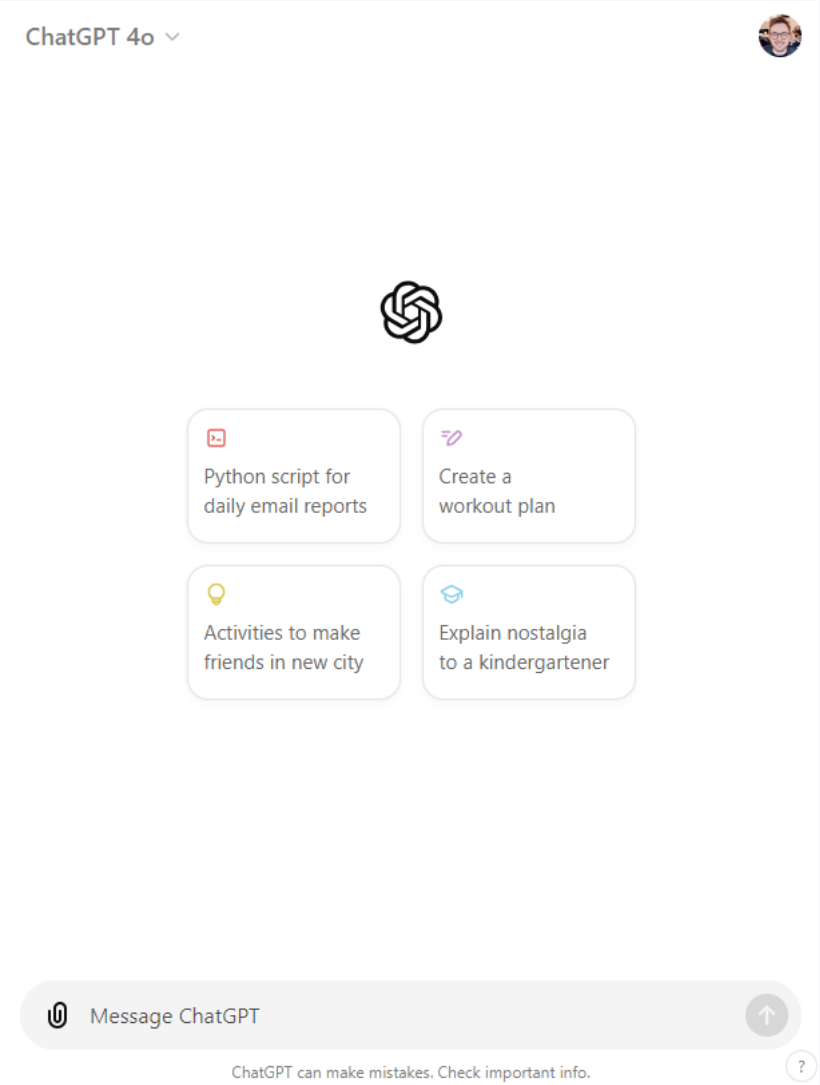 ChatGPT 4o
Python script for
daily email reports
Create a
workout plan
Activities to make
friends in new city
Explain nostalgia
to a kindergartener
Message ChatGPT
ChatGPT can make mistakes. Check important info.
?